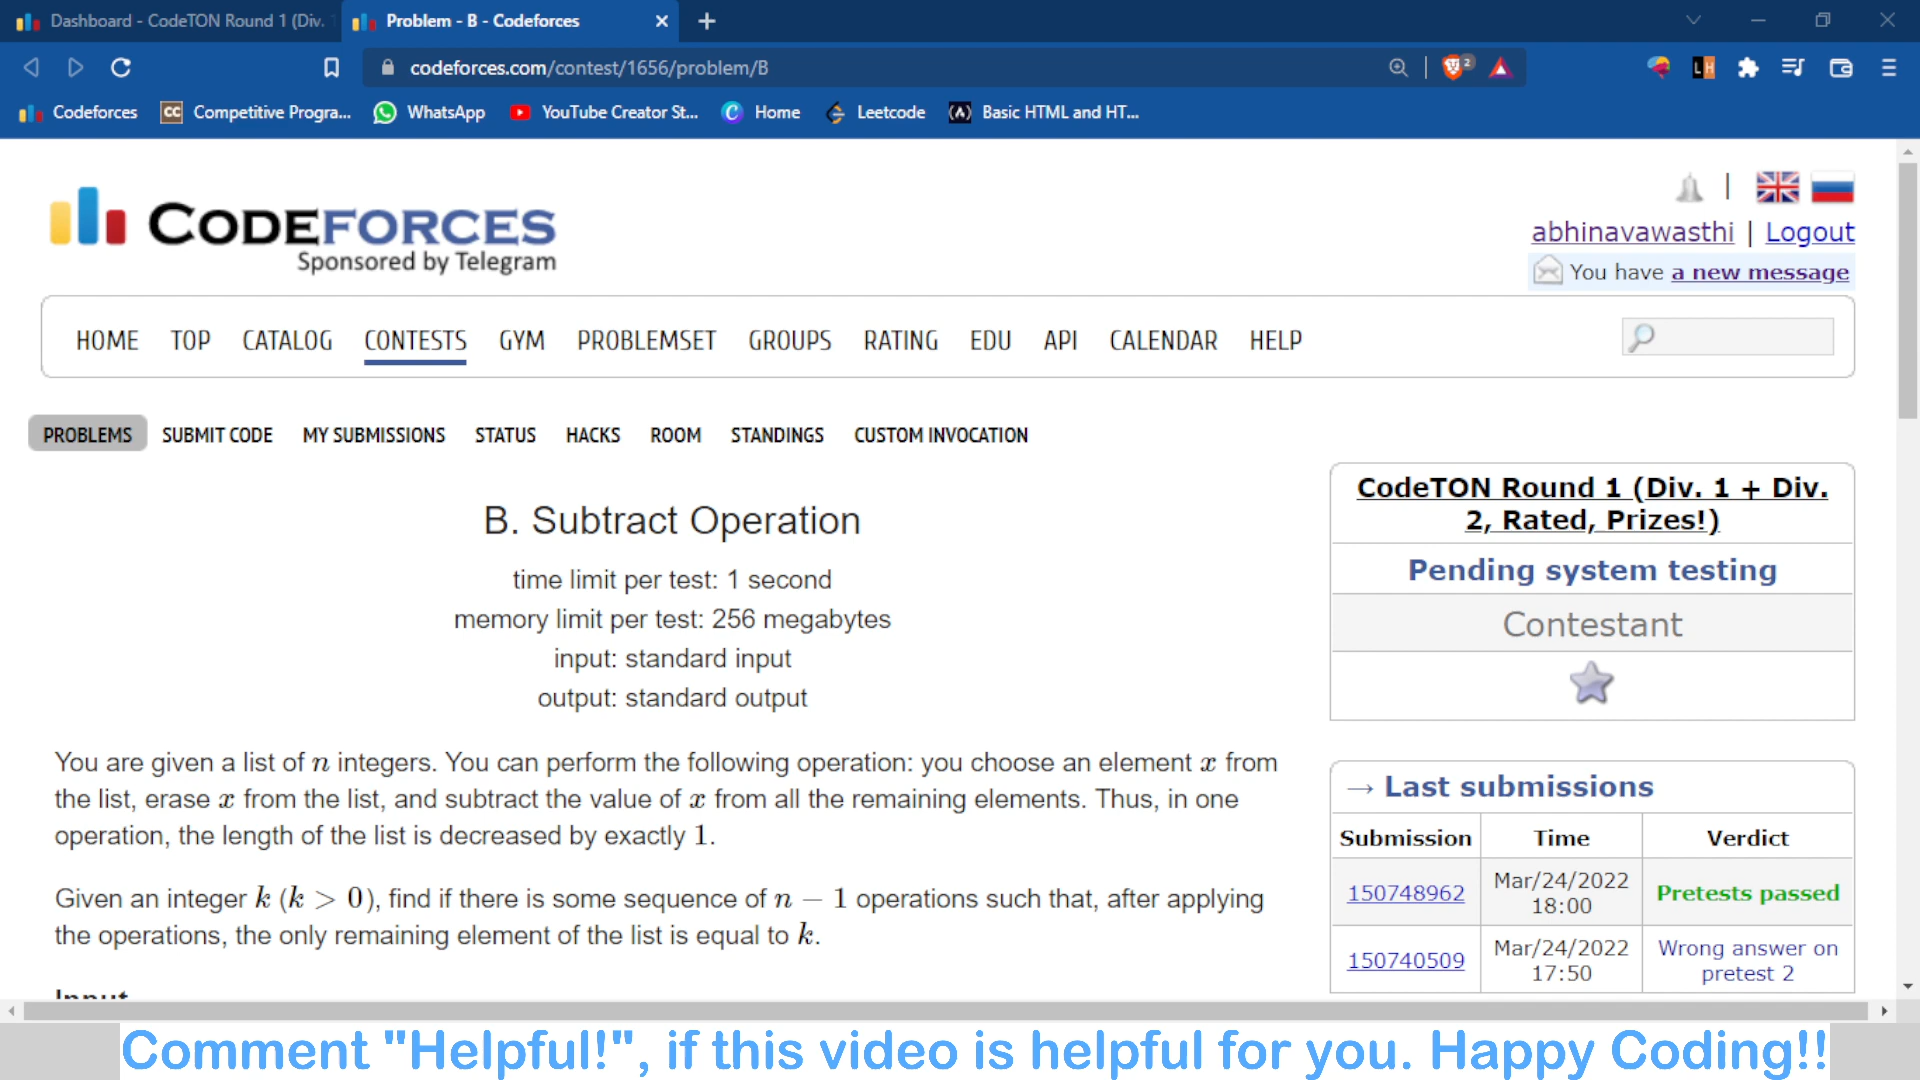 Dashboard - CodeTON Round 1 (Div.
Problem - B - Codeforces
codeforces.com/contest/1656/problem/B
2
LH
Codeforces
CC
Competitive Progra...
WhatsApp
YouTube Creator St...
C
Home
Leetcode
(Λ)
Basic HTML and HT...
CODEFORCES
Sponsored by Telegram
|
abhinavawasthi | Logout
You have a new message
HOME TOP CATALOG CONTESTS GYM PROBLEMSET GROUPS RATING EDU API CALENDAR HELP
PROBLEMS SUBMIT CODE MY SUBMISSIONS STATUS HACKS ROOM STANDINGS CUSTOM INVOCATION
B. Subtract Operation
time limit per test: 1 second
memory limit per test: 256 megabytes
input: standard input
output: standard output
You are given a list of n integers. You can perform the following operation: you choose an element x from
the list, erase x from the list, and subtract the value of x from all the remaining elements. Thus, in one
operation, the length of the list is decreased by exactly 1.
Given an integer k (k > 0), find if there is some sequence of n − 1 operations such that, after applying
the operations, the only remaining element of the list is equal to k.
Input
CodeTON Round 1 (Div. 1 + Div.
2, Rated, Prizes!)
Pending system testing
Contestant
→ Last submissions
Submission Time Verdict
150748962 Mar/24/2022 18:00 Pretests passed
150740509 Mar/24/2022 17:50 Wrong answer on pretest 2
Comment "Helpful!", if this video is helpful for you. Happy Coding!!